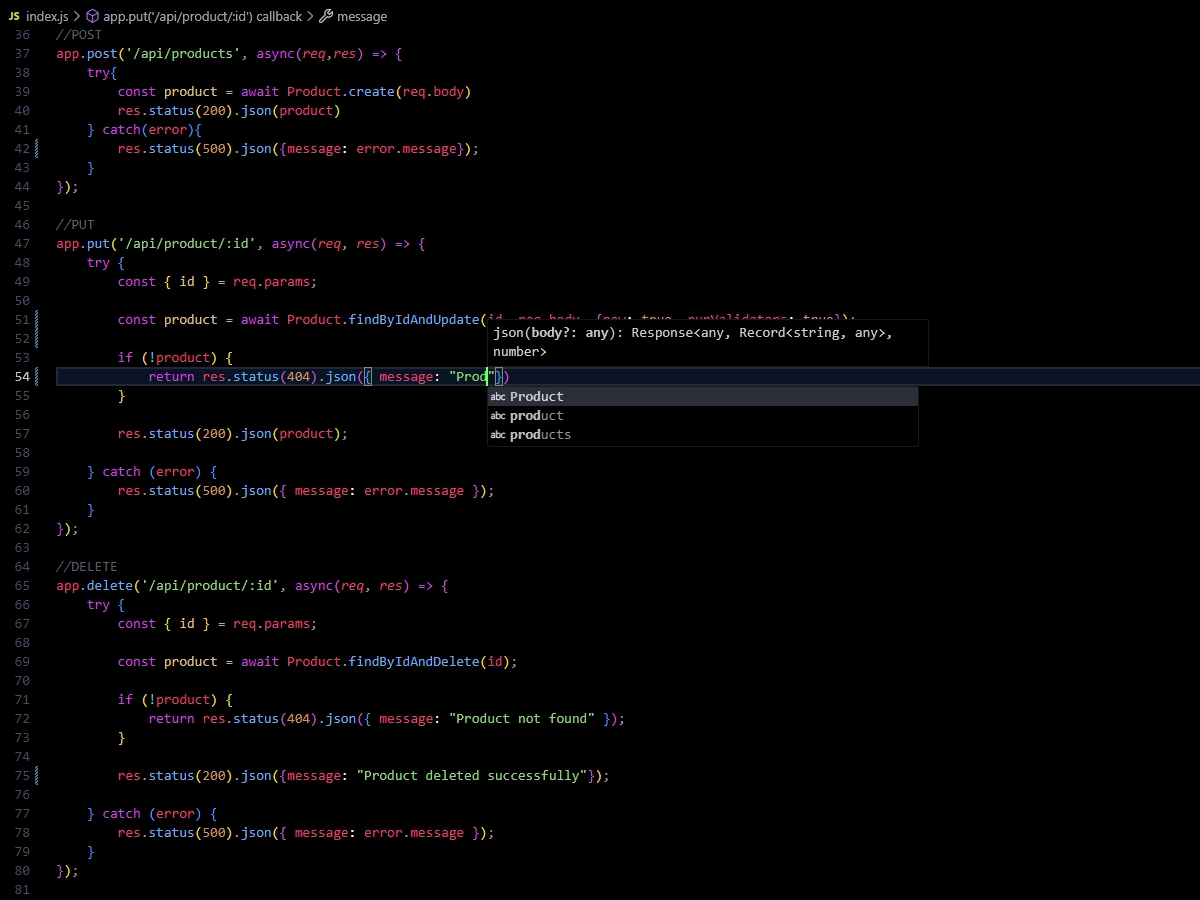 JS index.js > app.put('/api/product/:id') callback > message
36 //POST
37 app.post('/api/products', async(req,res) => {
38 try{
39 const product = await Product.create(req.body)
40 res.status(200).json(product)
41 } catch(error){
42 res.status(500).json({message: error.message});
43 }
44 });
45
46 //PUT
47 app.put('/api/product/:id', async(req, res) => {
48 try {
49 const { id } = req.params;
50
51 const product = await Product.findByIdAndUpdate(id, req.body, {new: true, runValidators: true});
52
json(body?: any): Response<any, Record<string, any>,
number>
53 if (!product) {
54 return res.status(404).json({ message: "Prod"})
abc Product
abc product
abc products
55 }
56
57 res.status(200).json(product);
58
59 } catch (error) {
60 res.status(500).json({ message: error.message });
61 }
62 });
63
64 //DELETE
65 app.delete('/api/product/:id', async(req, res) => {
66 try {
67 const { id } = req.params;
68
69 const product = await Product.findByIdAndDelete(id);
70
71 if (!product) {
72 return res.status(404).json({ message: "Product not found" });
73 }
74
75 res.status(200).json({message: "Product deleted successfully"});
76
77 } catch (error) {
78 res.status(500).json({ message: error.message });
79 }
80 });
81